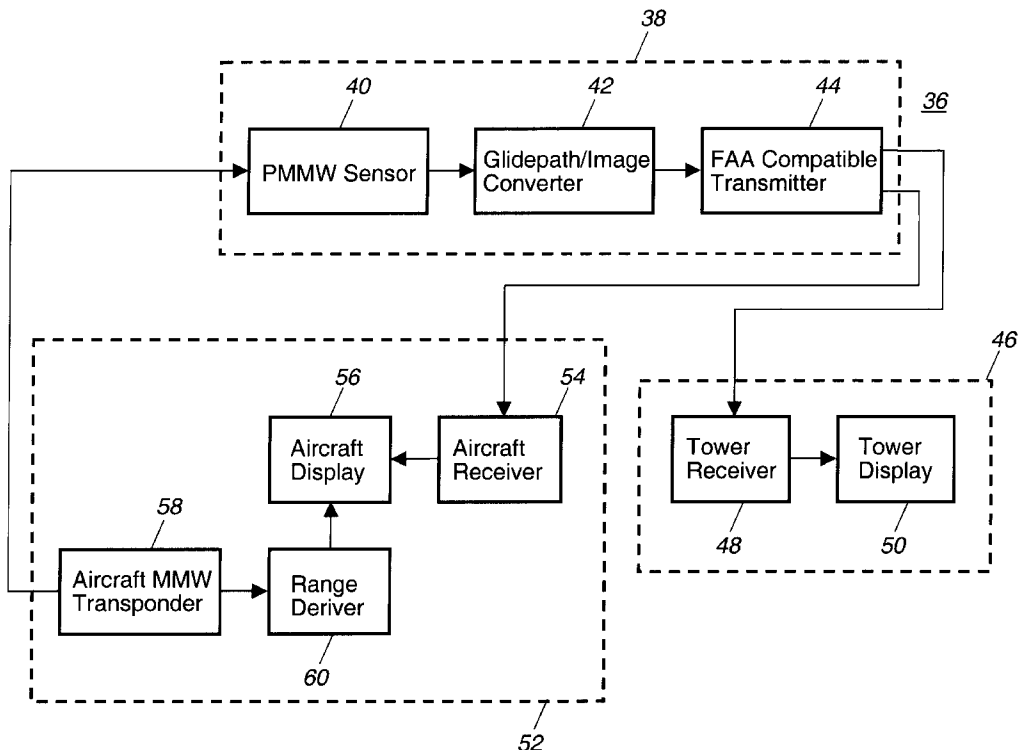 38
40
42
44
36
PMMW Sensor
Glidepath/Image
Converter
FAA Compatible
Transmitter
46
56
54
Aircraft
Display
Aircraft
Receiver
Tower
Receiver
Tower
Display
58
48
50
Aircraft MMW
Transponder
Range
Deriver
60
52